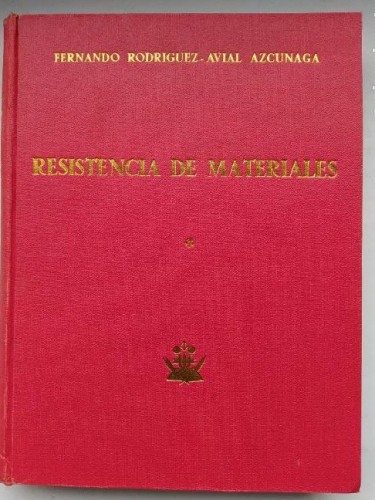 FERNANDO RODRIGUEZ-AVIAL AZCUNAGA
RESISTENCIA DE MATERIALES
*